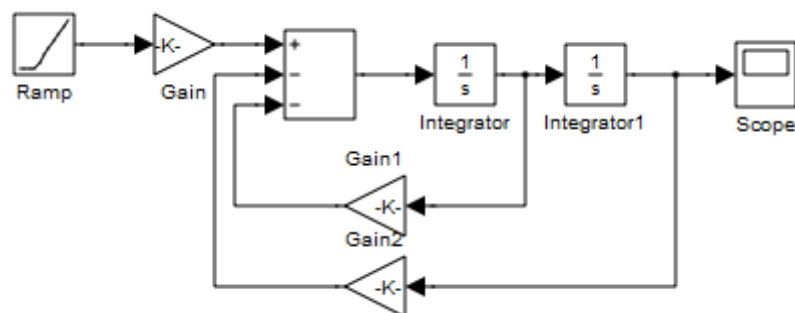 -K-
+
−
−
1
s
1
s
Ramp
Gain
Integrator
Integrator1
Scope
Gain1
-K-
Gain2
-K-